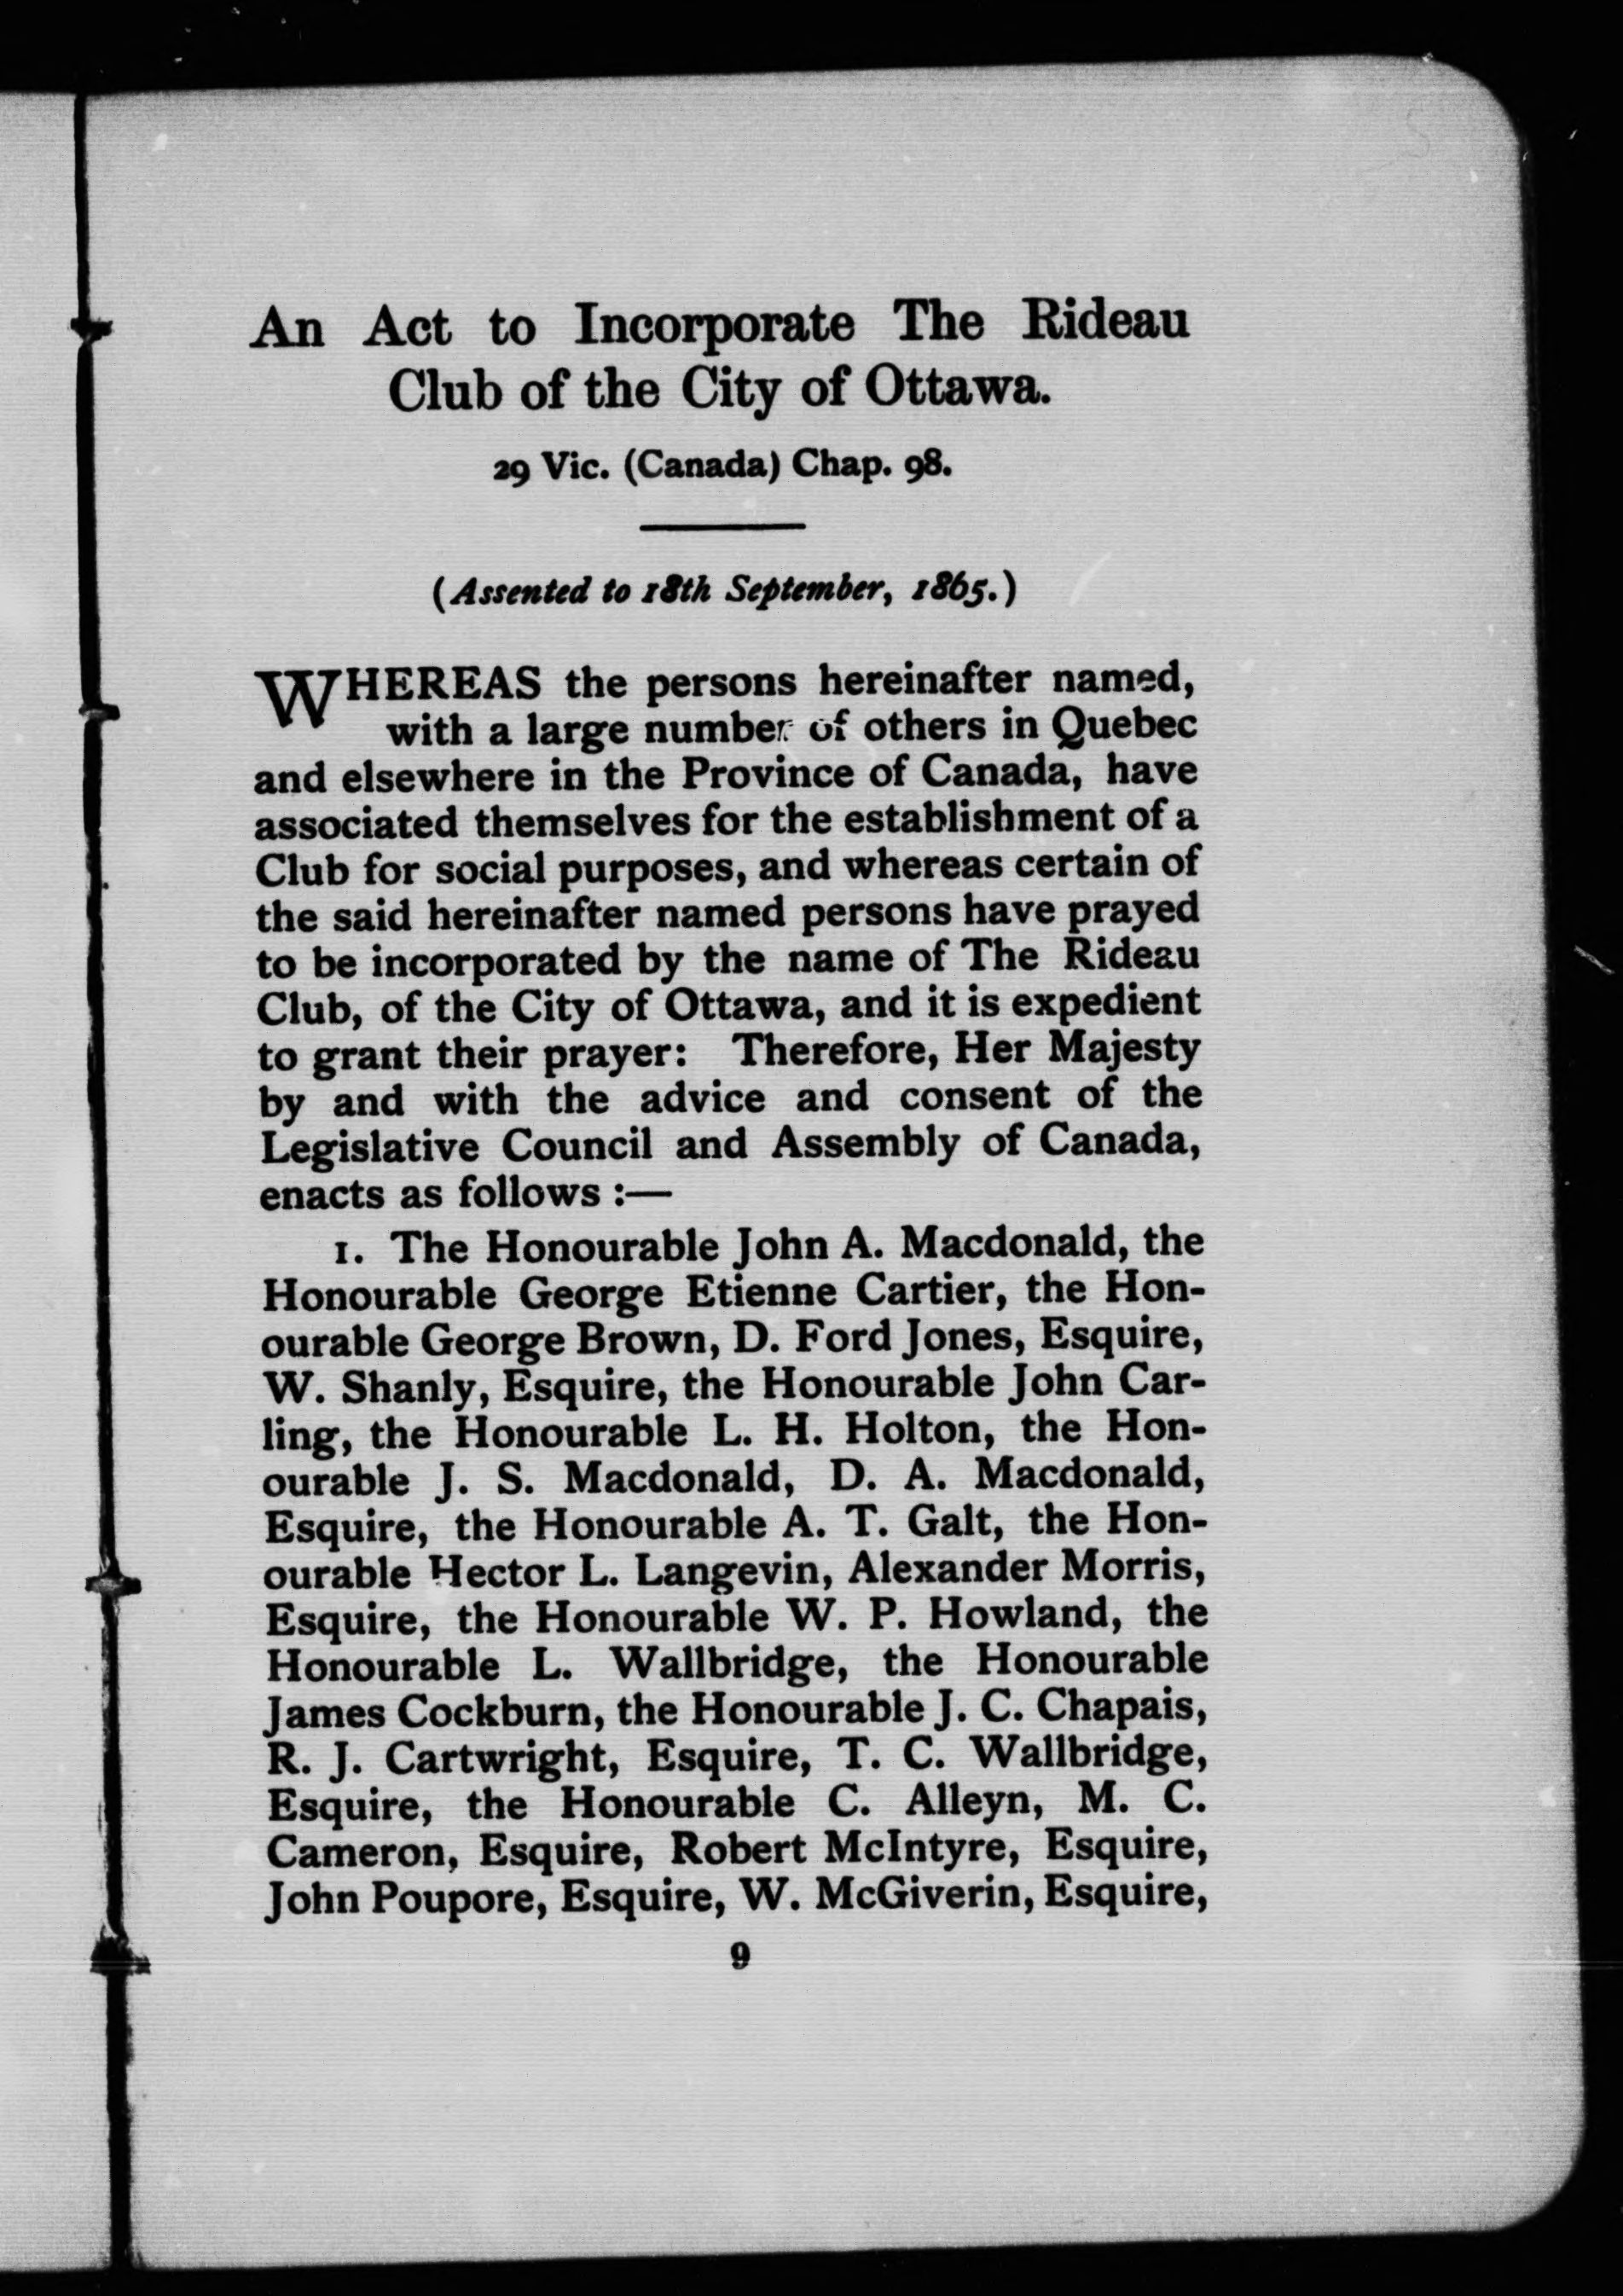 An Act to Incorporate The Rideau
Club of the City of Ottawa.
29 Vic. (Canada) Chap. 98.
(Assented to 18th September, 1865.)
WHEREAS the persons hereinafter named,
with a large number of others in Quebec
and elsewhere in the Province of Canada, have
associated themselves for the establishment of a
Club for social purposes, and whereas certain of
the said hereinafter named persons have prayed
to be incorporated by the name of The Rideau
Club, of the City of Ottawa, and it is expedient
to grant their prayer: Therefore, Her Majesty
by and with the advice and consent of the
Legislative Council and Assembly of Canada,
enacts as follows :—
1. The Honourable John A. Macdonald, the
Honourable George Etienne Cartier, the Hon-
ourable George Brown, D. Ford Jones, Esquire,
W. Shanly, Esquire, the Honourable John Car-
ling, the Honourable L. H. Holton, the Hon-
ourable J. S. Macdonald, D. A. Macdonald,
Esquire, the Honourable A. T. Galt, the Hon-
ourable Hector L. Langevin, Alexander Morris,
Esquire, the Honourable W. P. Howland, the
Honourable L. Wallbridge, the Honourable
James Cockburn, the Honourable J. C. Chapais,
R. J. Cartwright, Esquire, T. C. Wallbridge,
Esquire, the Honourable C. Alleyn, M. C.
Cameron, Esquire, Robert McIntyre, Esquire,
John Poupore, Esquire, W. McGiverin, Esquire,
9